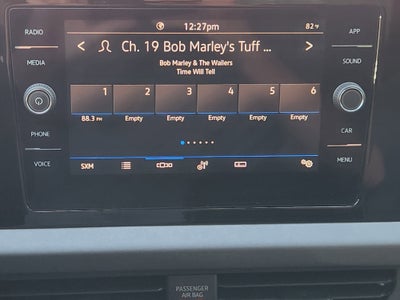 RADIO
MEDIA
PHONE
VOICE
12:27pm
82°F
< Ch. 19 Bob Marley's Tuff ... >
Bob Marley & The Wailers
Time Will Tell
1 2 3 4 5 6
88.3 FM Empty Empty Empty Empty Empty
SXM
APP
SOUND
CAR
MENU
PASSENGER
AIR BAG